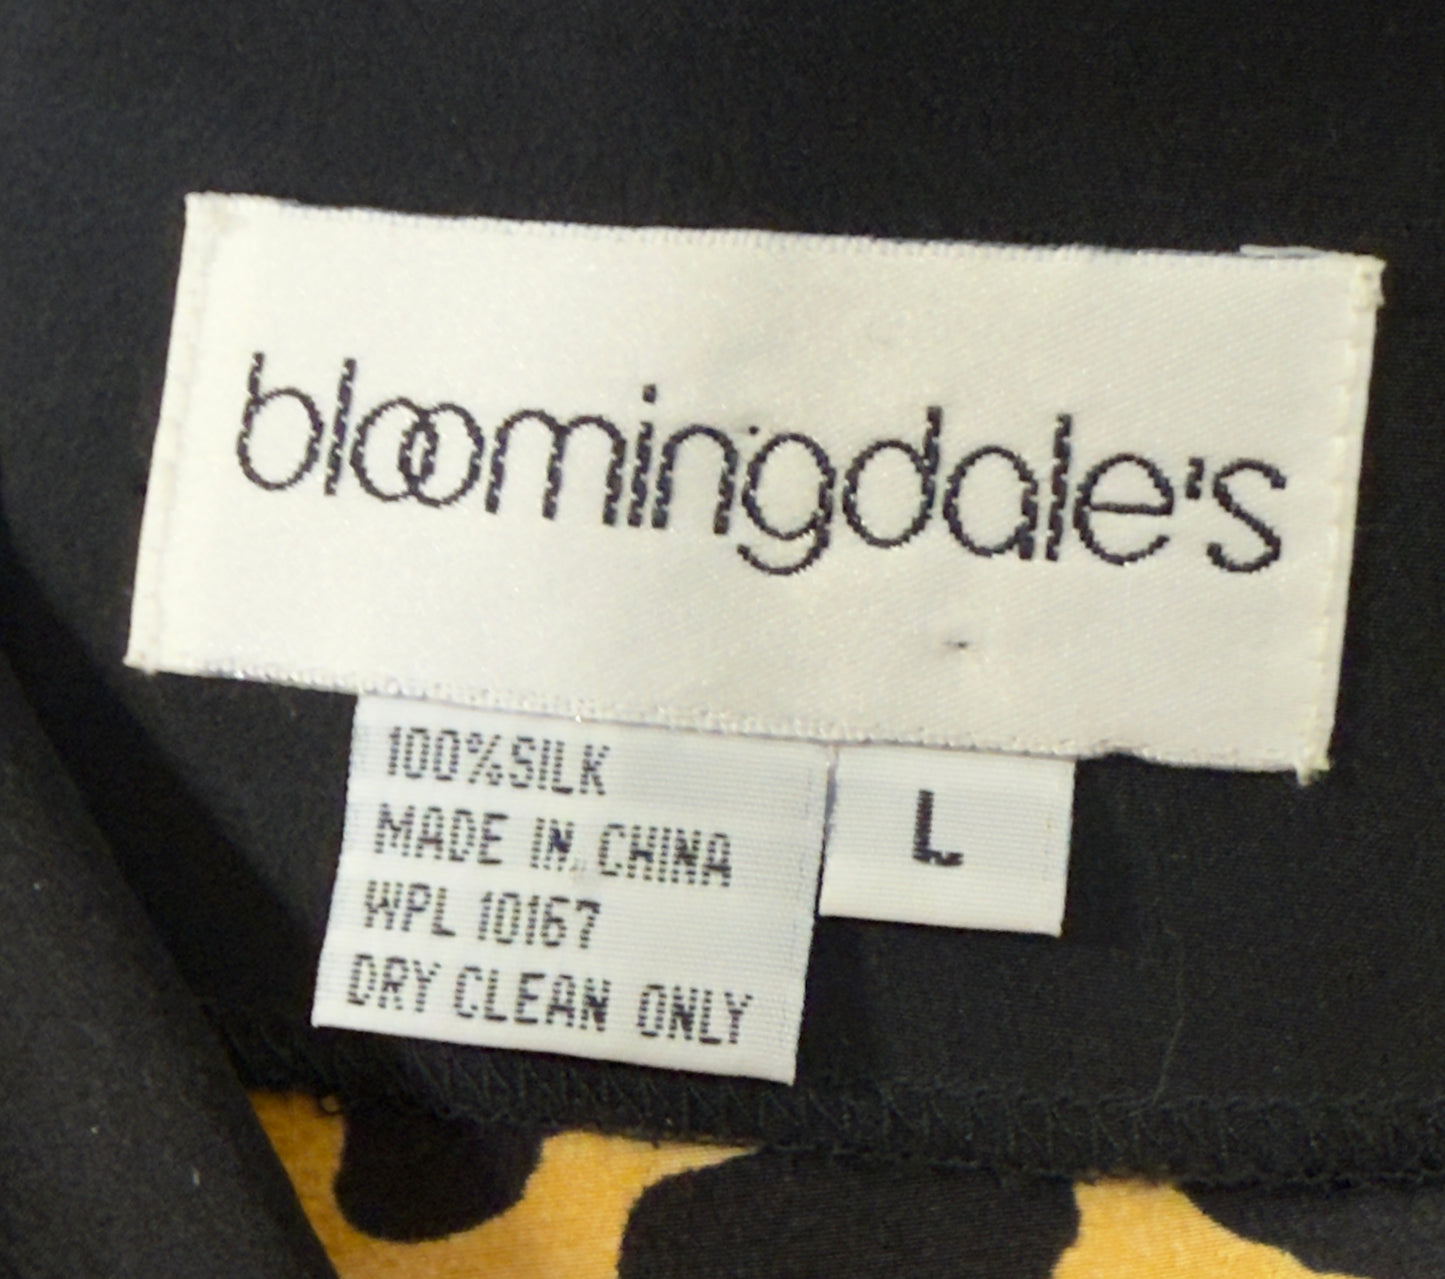 bloomingdale's
100%SILK
MADE IN CHINA
WPL 10167
DRY CLEAN ONLY
L